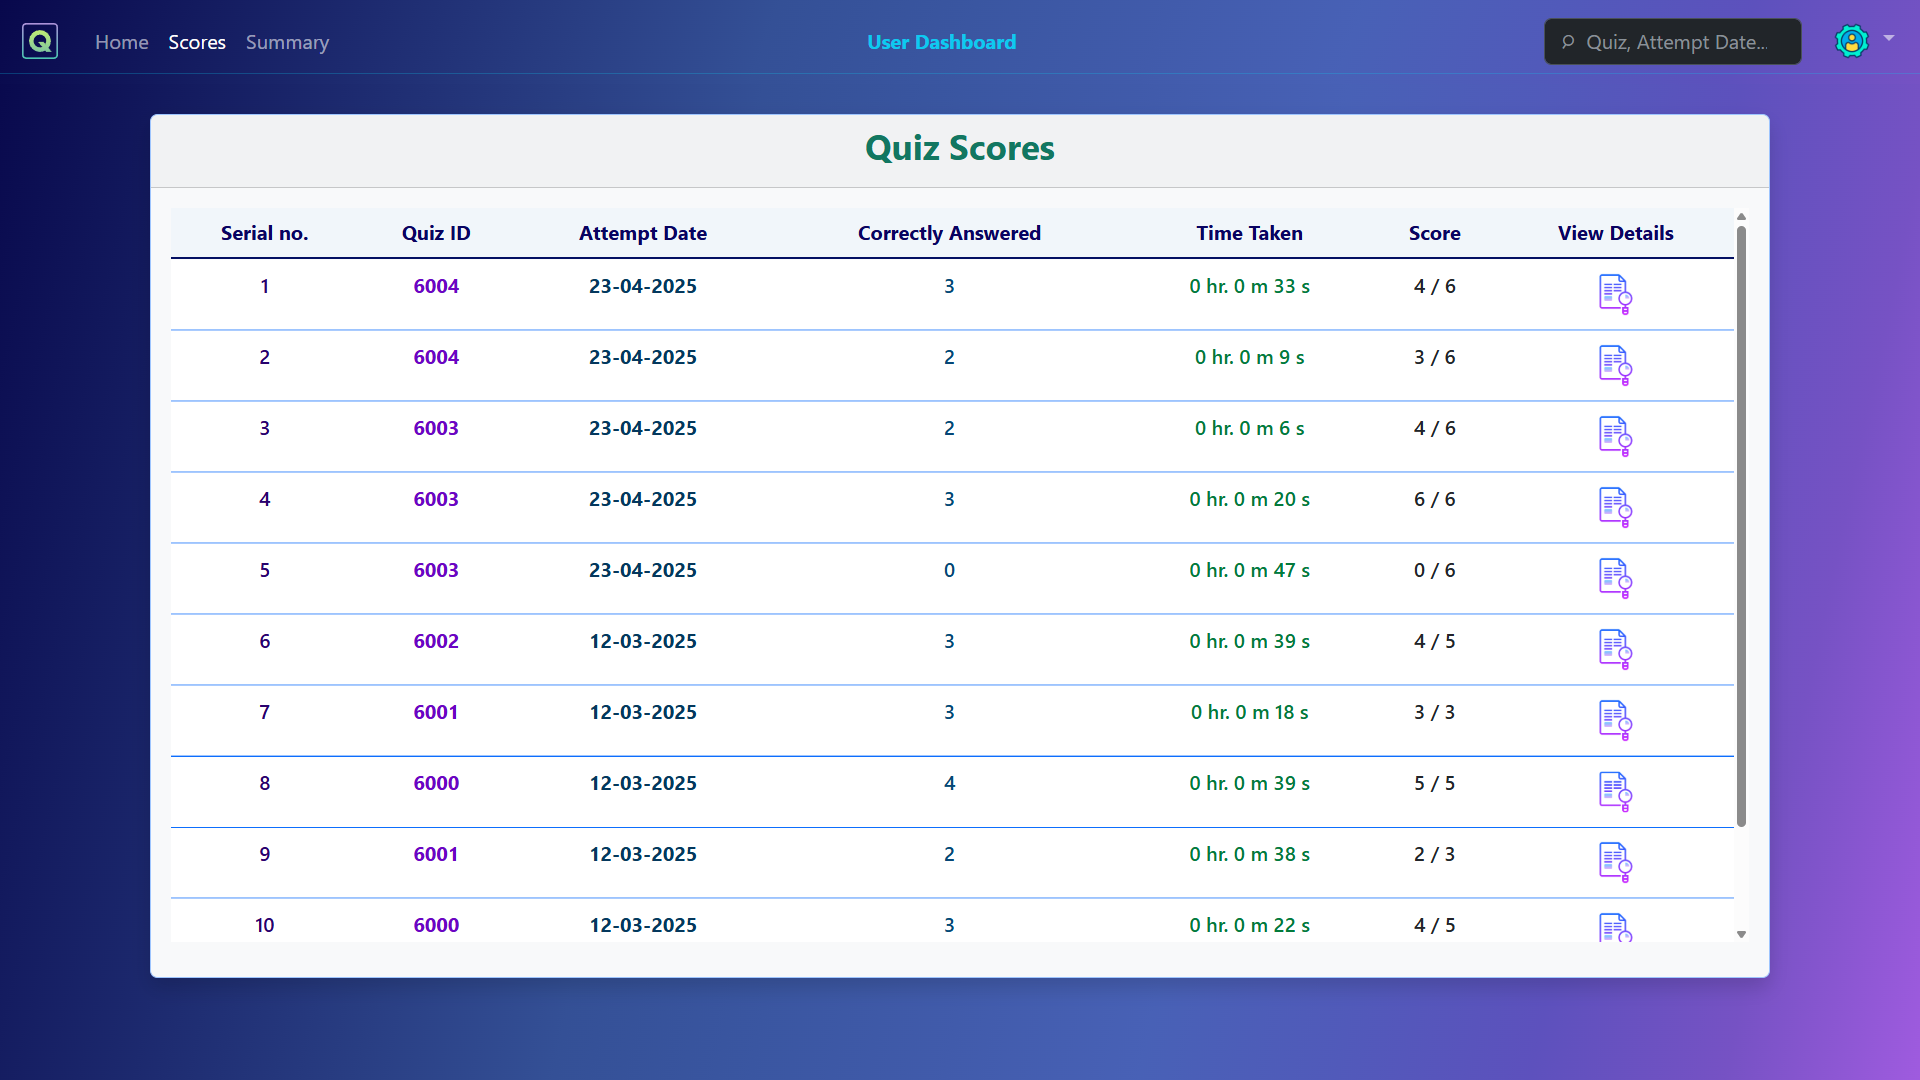 Q Home Scores Summary User Dashboard Quiz, Attempt Date...
Quiz Scores
Serial no. Quiz ID Attempt Date Correctly Answered Time Taken Score View Details
1 6004 23-04-2025 3 0 hr. 0 m 33 s 4 / 6
2 6004 23-04-2025 2 0 hr. 0 m 9 s 3 / 6
3 6003 23-04-2025 2 0 hr. 0 m 6 s 4 / 6
4 6003 23-04-2025 3 0 hr. 0 m 20 s 6 / 6
5 6003 23-04-2025 0 0 hr. 0 m 47 s 0 / 6
6 6002 12-03-2025 3 0 hr. 0 m 39 s 4 / 5
7 6001 12-03-2025 3 0 hr. 0 m 18 s 3 / 3
8 6000 12-03-2025 4 0 hr. 0 m 39 s 5 / 5
9 6001 12-03-2025 2 0 hr. 0 m 38 s 2 / 3
10 6000 12-03-2025 3 0 hr. 0 m 22 s 4 / 5